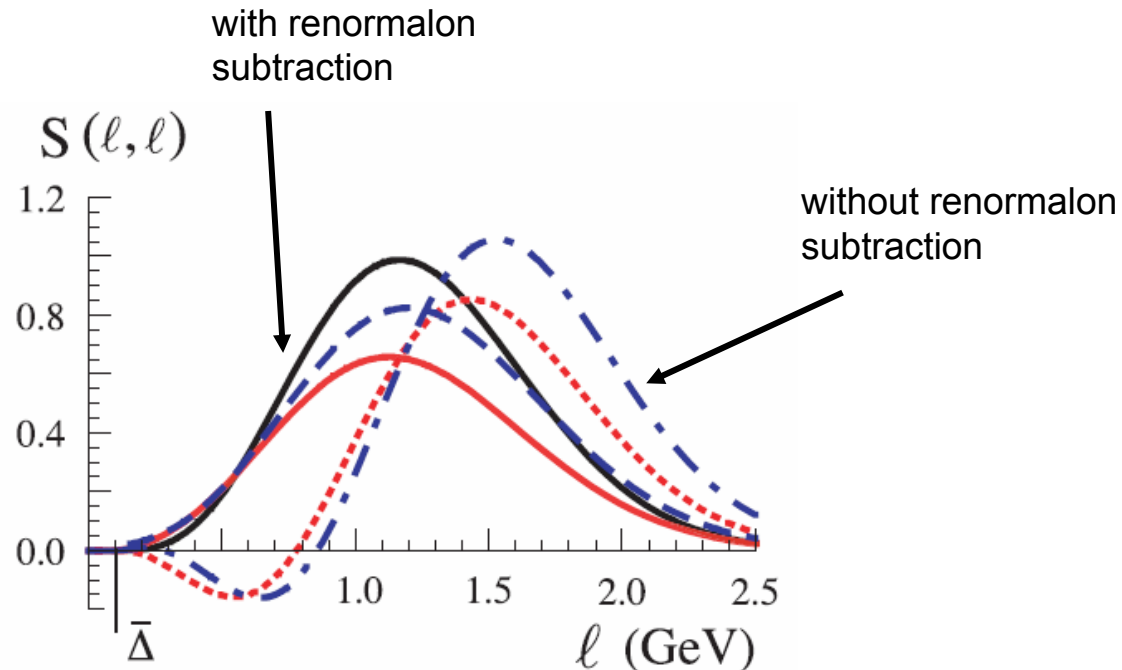 with renormalon
subtraction
S (ℓ, ℓ)
without renormalon
subtraction
1.2
0.8
0.4
0.0
1.0 1.5 2.0 2.5
Δ̄
ℓ (GeV)